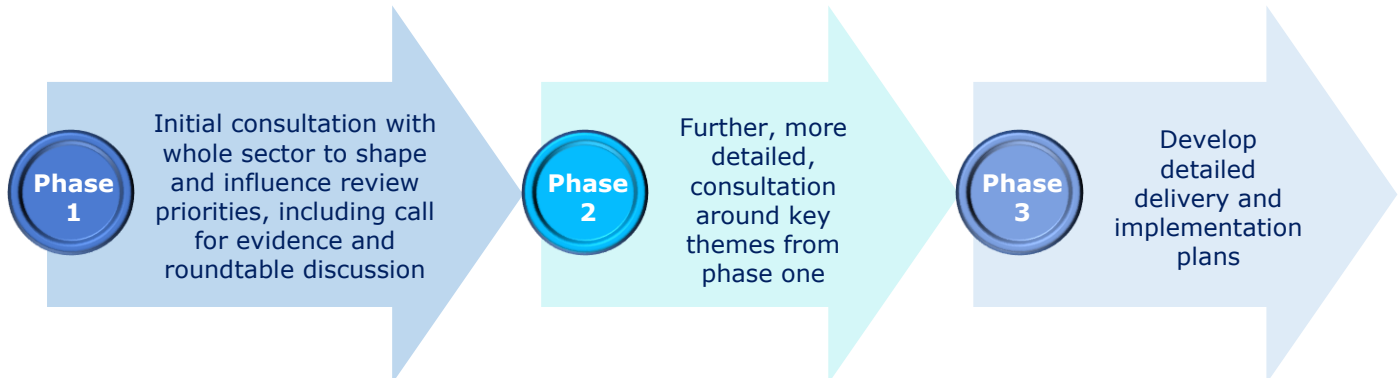 Phase
1
Initial consultation with
whole sector to shape
and influence review
priorities, including call
for evidence and
roundtable discussion
Phase
2
Further, more
detailed,
consultation
around key
themes from
phase one
Phase
3
Develop
detailed
delivery and
implementation
plans